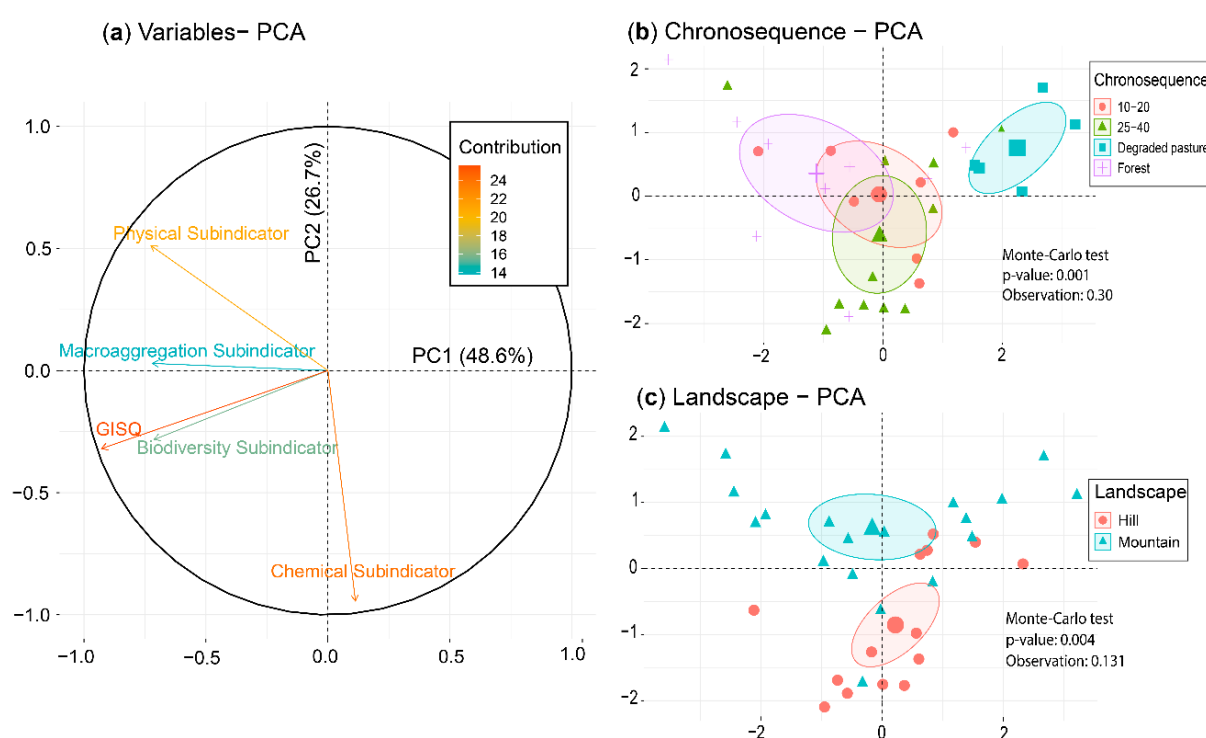 (a) Variables– PCA
1.0
0.5
0.0
−0.5
−1.0
−1.0
−0.5
0.0
0.5
1.0
PC2 (26.7%)
PC1 (48.6%)
Contribution
24
22
20
18
16
14
Physical Subindicator
Macroaggregation Subindicator
GISQ
Biodiversity Subindicator
Chemical Subindicator
(b) Chronosequence – PCA
2
1
0
−1
−2
−2
0
2
Chronosequence
10−20
25−40
Degraded pasture
Forest
Monte-Carlo test
p-value: 0.001
Observation: 0.30
(c) Landscape – PCA
2
1
0
−1
−2
−2
0
2
Landscape
Hill
Mountain
Monte-Carlo test
p-value: 0.004
Observation: 0.131